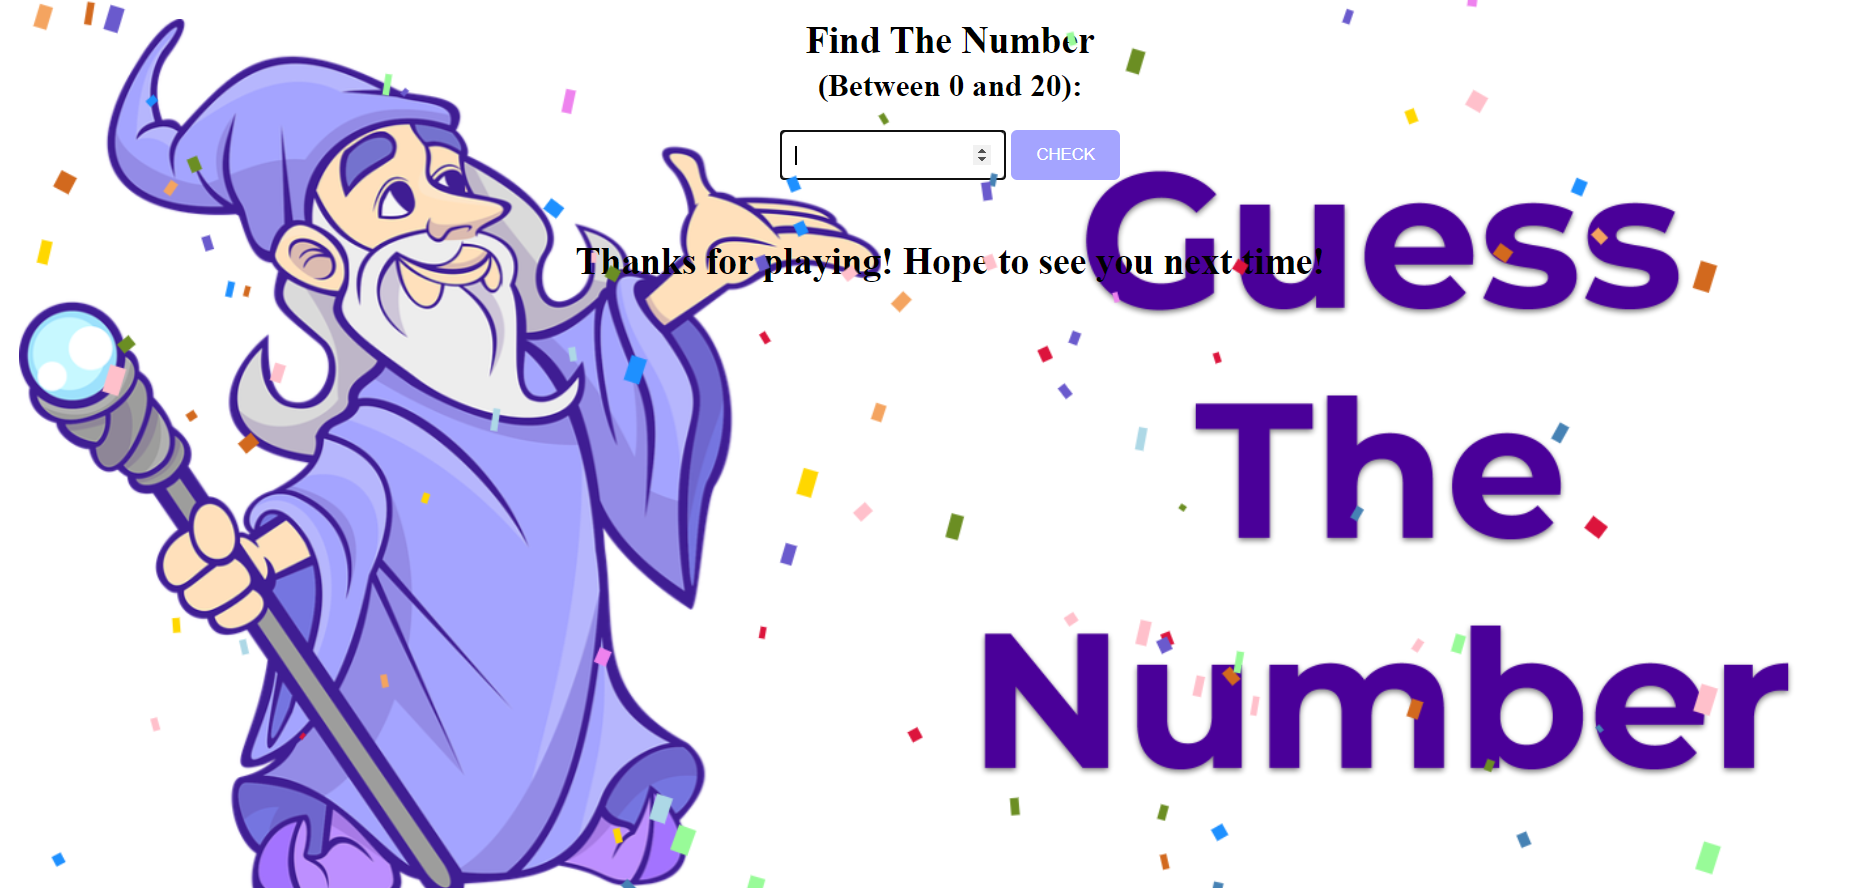 Find The Number
(Between 0 and 20):
CHECK
Thanks for playing! Hope to see you next time!
Guess
The
Number